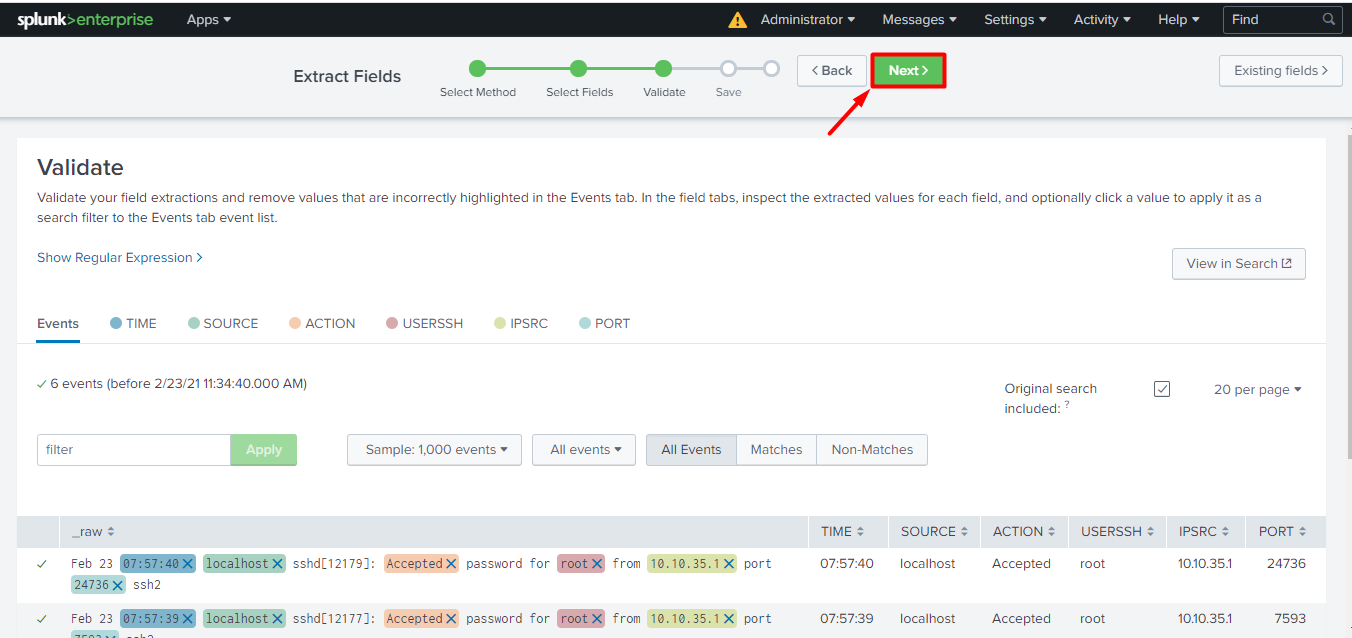 splunk>enterprise Apps Administrator Messages Settings Activity Help Find
Extract Fields Select Method Select Fields Validate Save < Back Next > Existing fields >
Validate
Validate your field extractions and remove values that are incorrectly highlighted in the Events tab. In the field tabs, inspect the extracted values for each field, and optionally click a value to apply it as a
search filter to the Events tab event list.
Show Regular Expression >
View in Search
Events TIME SOURCE ACTION USERSSH IPSRC PORT
✓ 6 events (before 2/23/21 11:34:40.000 AM)
Original search
included: ?
20 per page
filter Apply Sample: 1,000 events All events All Events Matches Non-Matches
_raw TIME SOURCE ACTION USERSSH IPSRC PORT
Feb 23 07:57:40 localhost sshd[12179]: Accepted password for root from 10.10.35.1 port 07:57:40 localhost Accepted root 10.10.35.1 24736
24736 ssh2
Feb 23 07:57:39 localhost sshd[12177]: Accepted password for root from 10.10.35.1 port 07:57:39 localhost Accepted root 10.10.35.1 7593
7593 ssh2